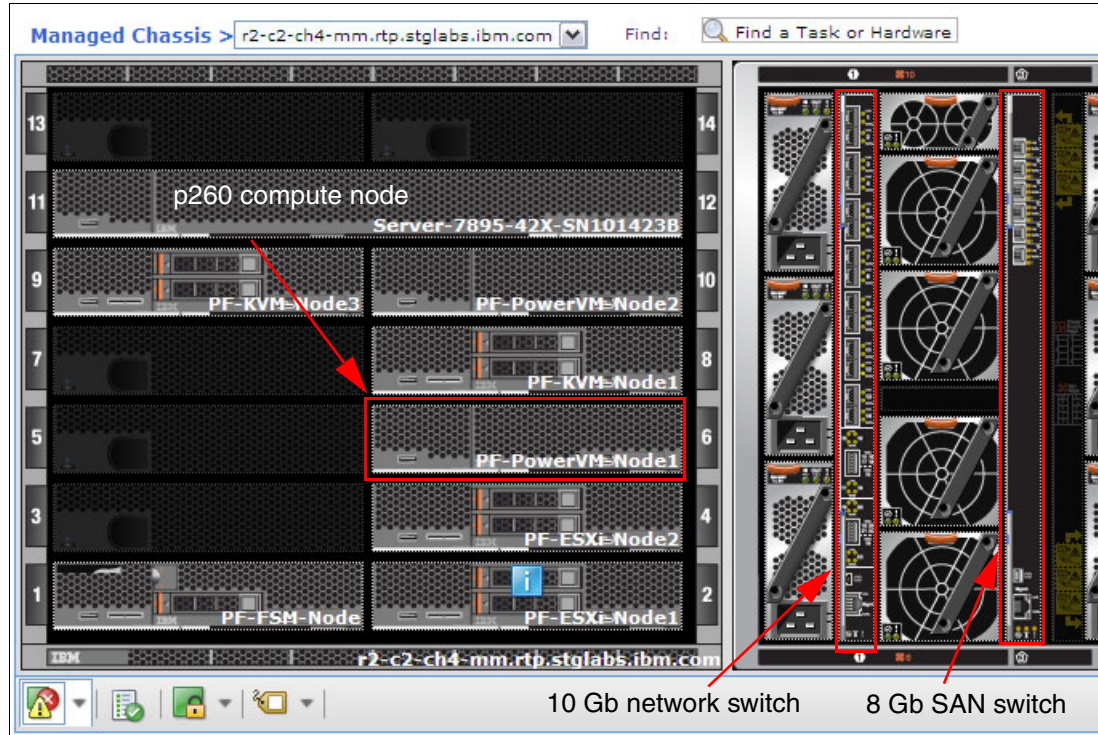 Managed Chassis > r2-c2-ch4-mm.rtp.stglabs.ibm.com Find: Find a Task or Hardware
13 14
11 p260 compute node 12
Server-7895-42X-SN101423B
9 10
PF-KVM-Node3 PF-PowerVM-Node2
7 8
PF-KVM-Node1
5 6
PF-PowerVM-Node1
3 4
PF-ESXi-Node2
1 2
PF-FSM-Node PF-ESXi-Node1
IBM r2-c2-ch4-mm.rtp.stglabs.ibm.com
10 Gb network switch 8 Gb SAN switch